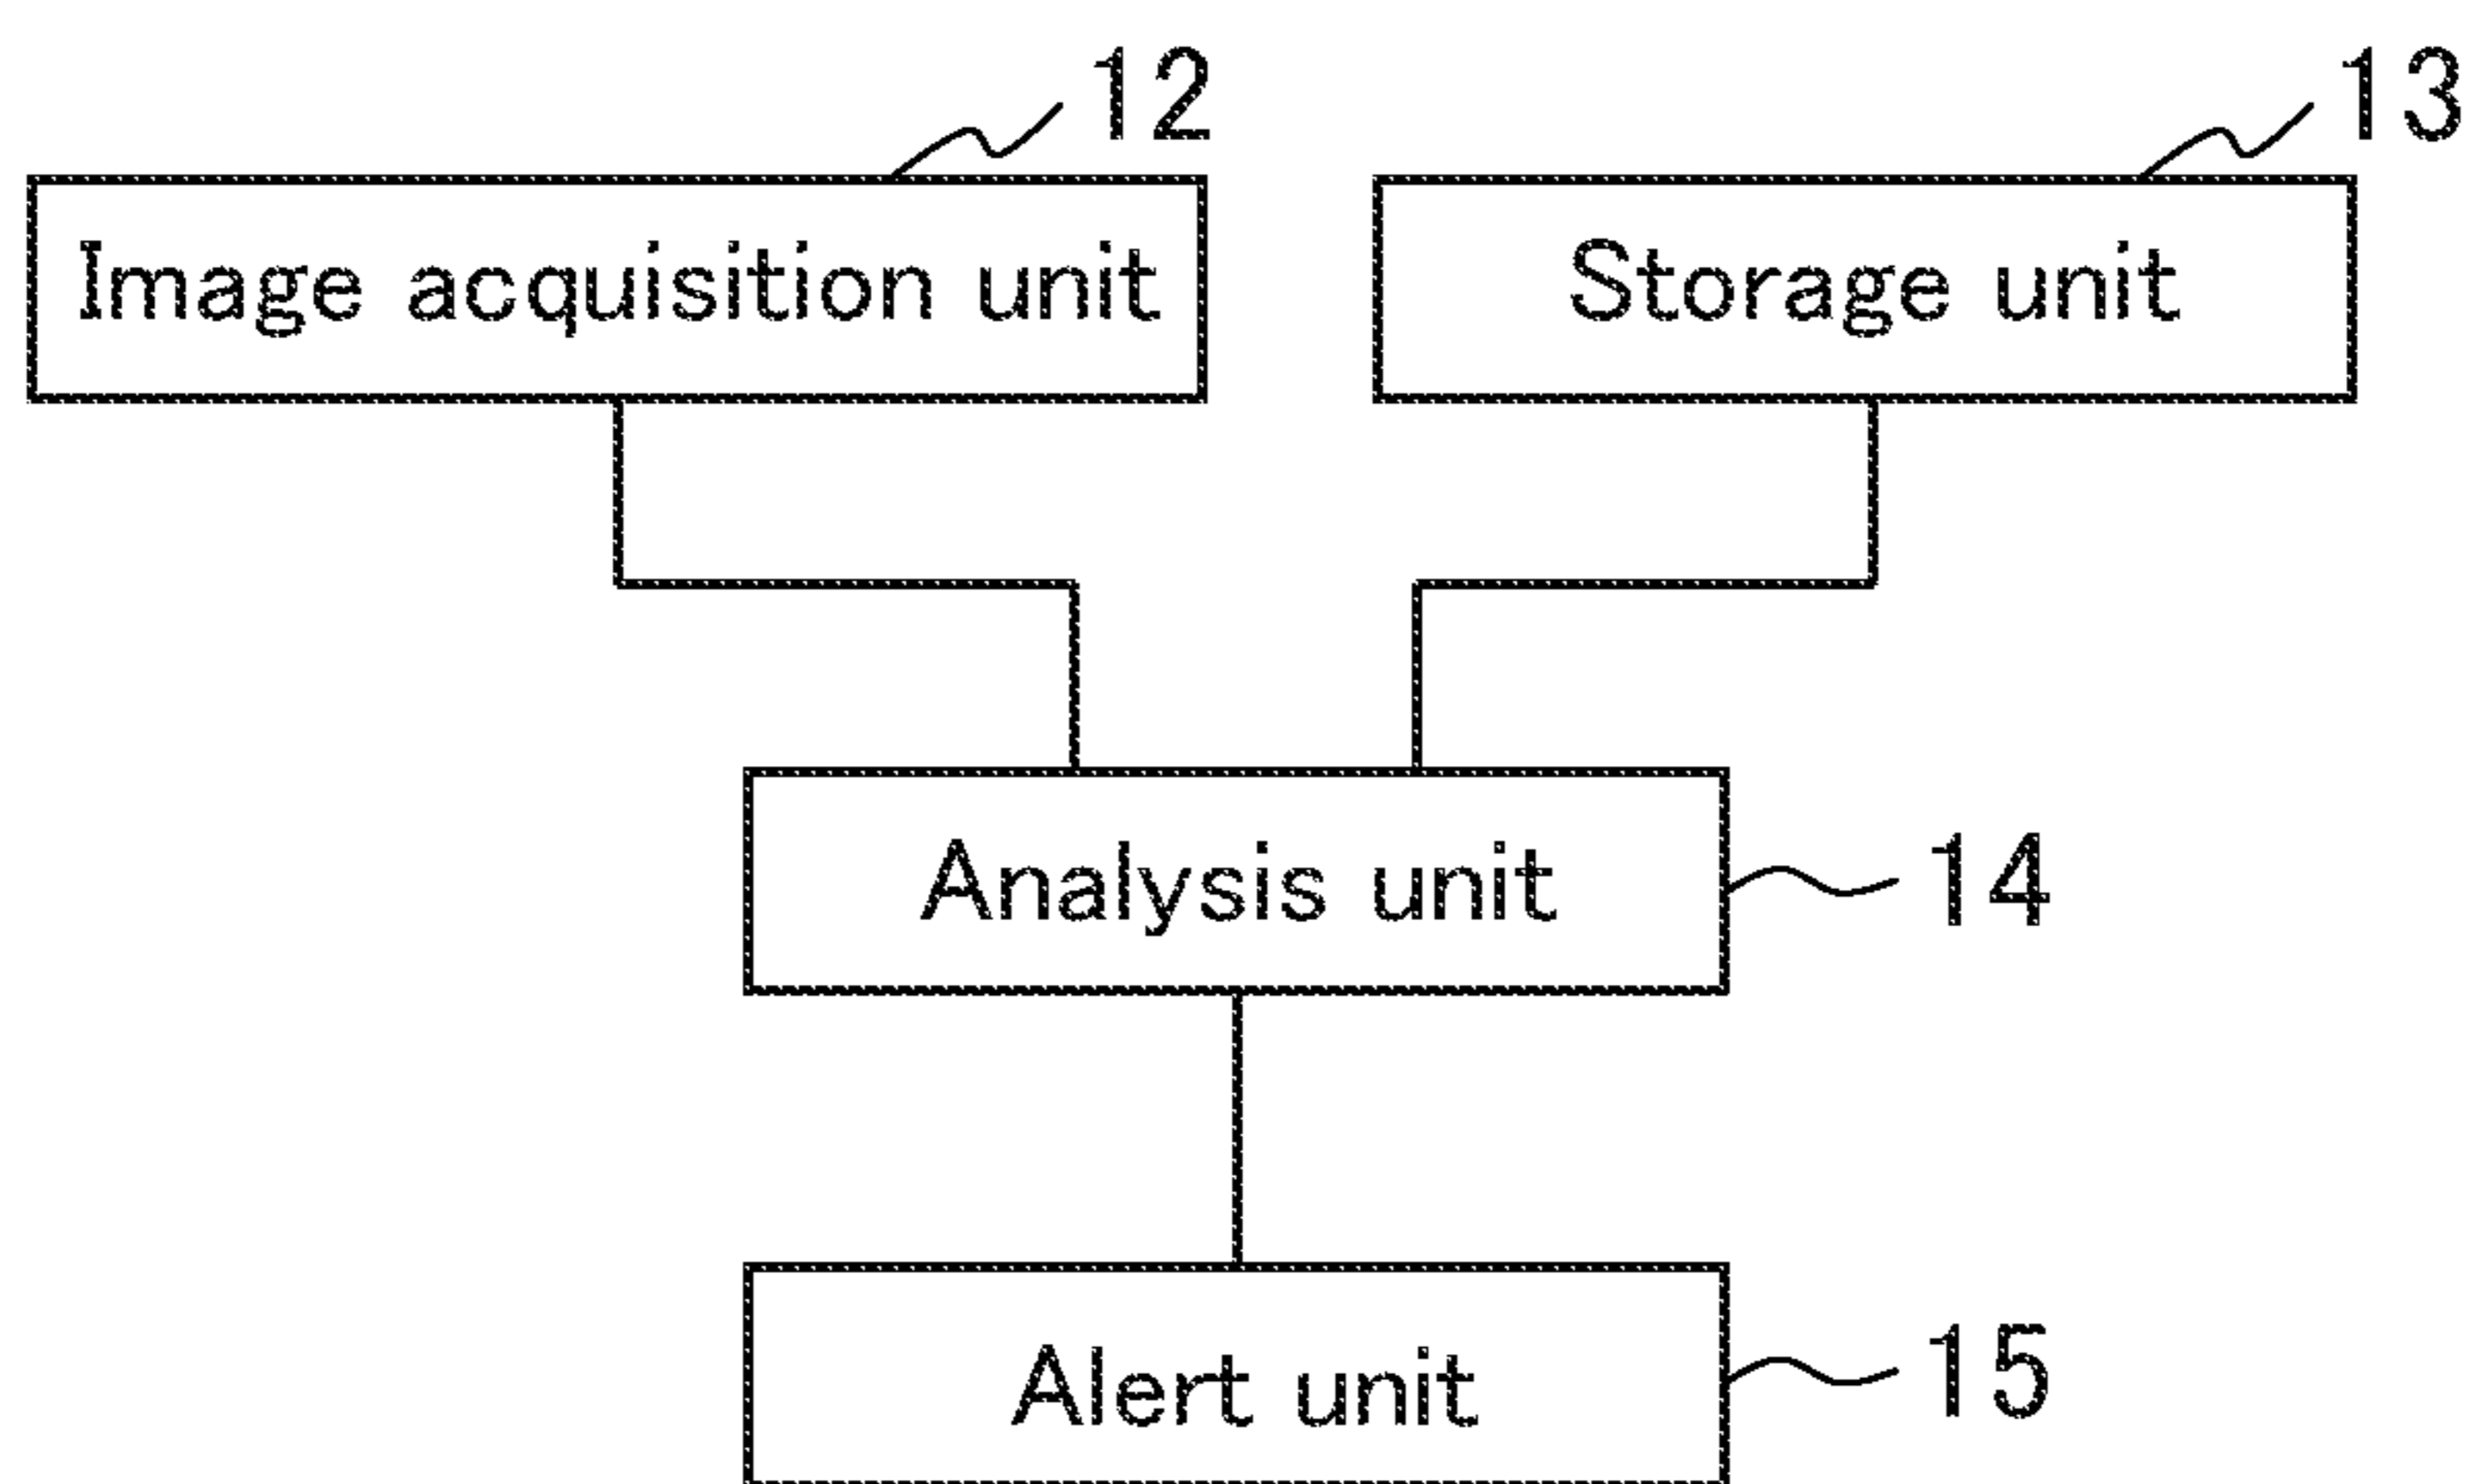 12
13
Image acquisition unit
Storage unit
Analysis unit
14
Alert unit
15